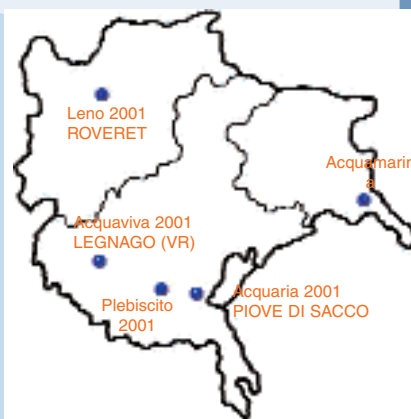 Leno 2001
ROVERET
Acquamarin
a
Acquaviva 2001
LEGNAGO (VR)
Plebiscito
2001
Acquaria 2001
PIOVE DI SACCO